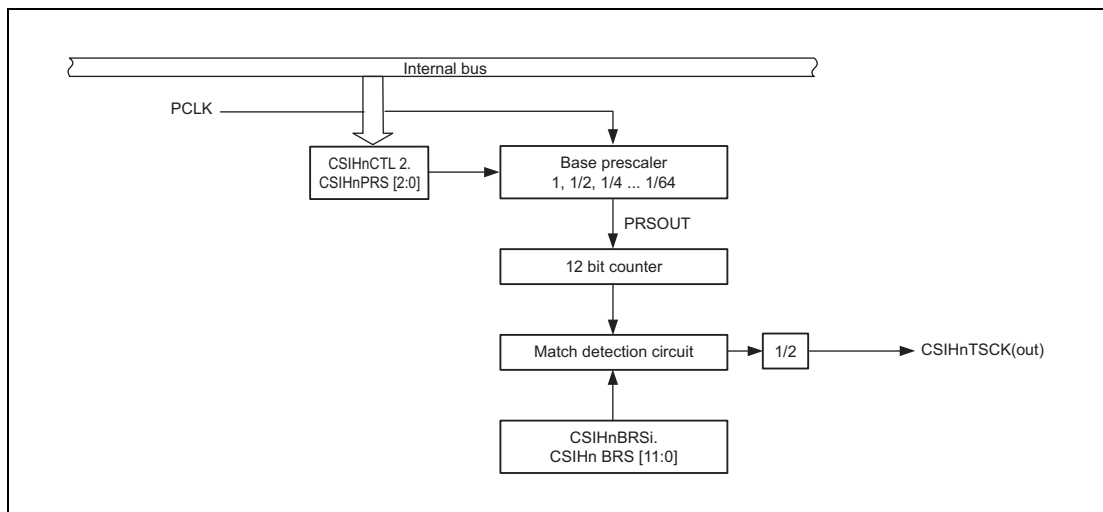 Internal bus
PCLK
CSIHnCTL 2.
CSIHnPRS [2:0]
Base prescaler
1, 1/2, 1/4 ... 1/64
PRSOUT
12 bit counter
Match detection circuit
1/2
CSIHnTSCK(out)
CSIHnBRSi.
CSIHn BRS [11:0]